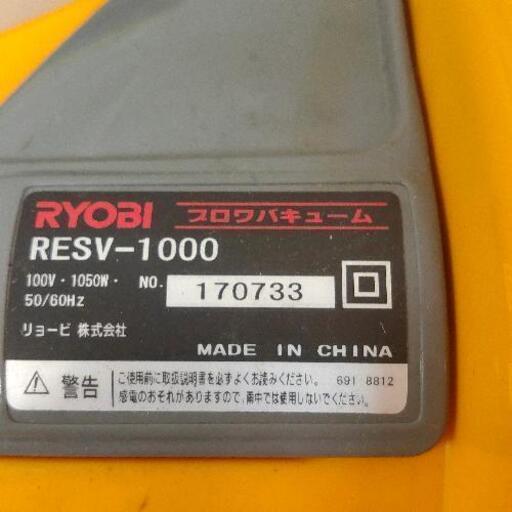 RYOBI ブロワバキューム
RESV-1000
100V・1050W・ NO. 170733
50/60Hz
リョービ 株式会社
MADE IN CHINA
警告 ご使用前に取扱説明書を必ずよくお読みください。 691 8812
感電のおそれがありますので、雨中では使用しないでください。